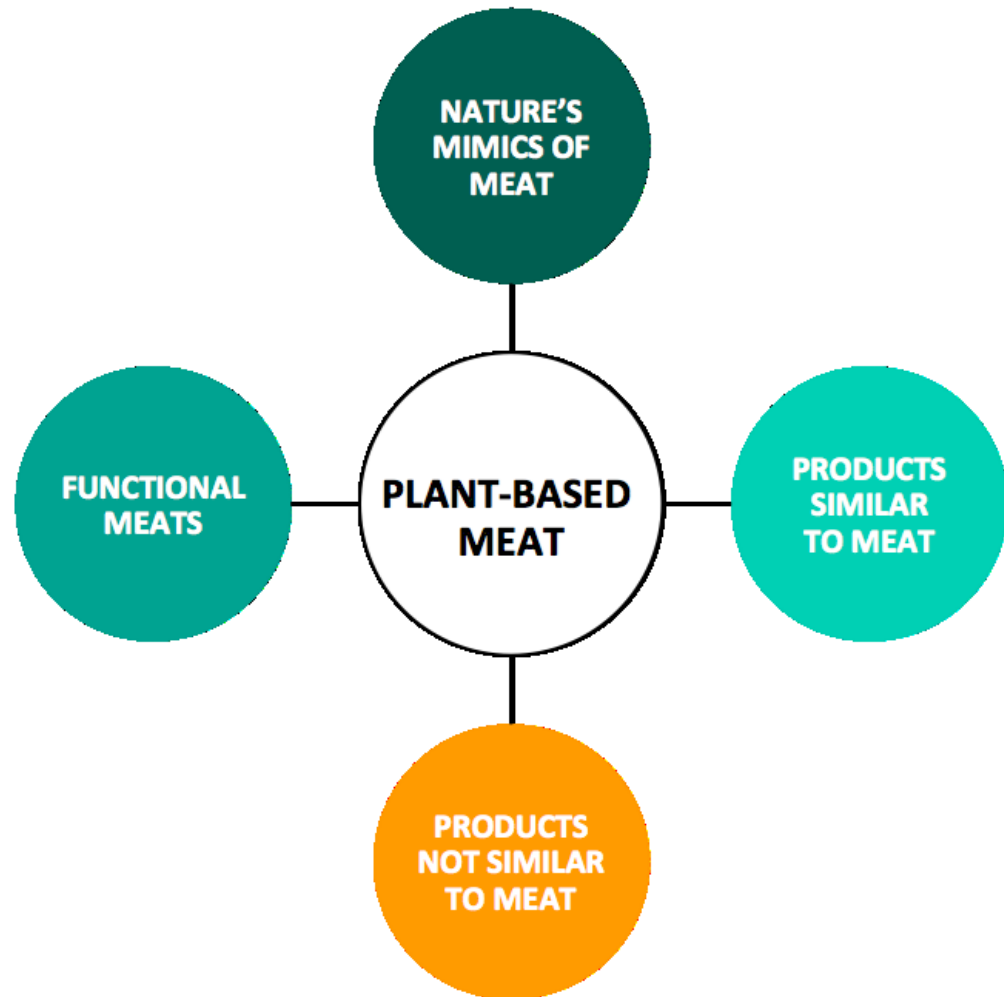 NATURE’S
MIMICS OF
MEAT
FUNCTIONAL
MEATS
PLANT-BASED
MEAT
PRODUCTS
SIMILAR
TO MEAT
PRODUCTS
NOT SIMILAR
TO MEAT